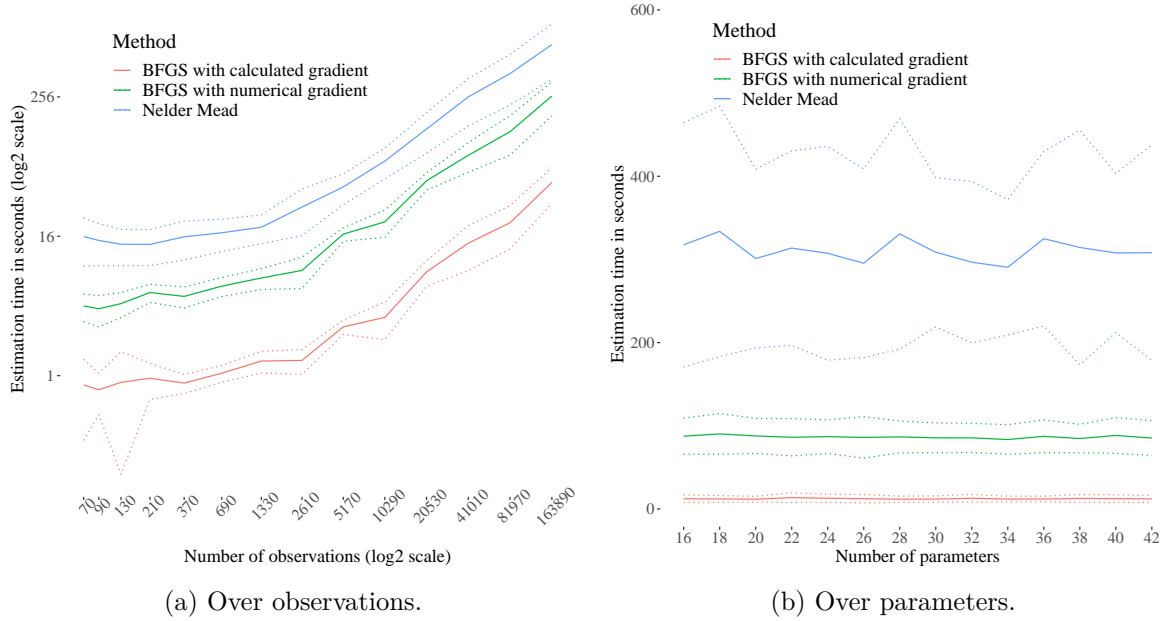 Method
BFGS with calculated gradient
BFGS with numerical gradient
Nelder Mead
Estimation time in seconds (log2 scale)
256
16
1
70
90
130
210
370
690
1330
2610
5170
10290
20530
41010
81970
163890
Number of observations (log2 scale)
(a) Over observations.
Method
BFGS with calculated gradient
BFGS with numerical gradient
Nelder Mead
Estimation time in seconds
600
400
200
0
16 18 20 22 24 26 28 30 32 34 36 38 40 42
Number of parameters
(b) Over parameters.